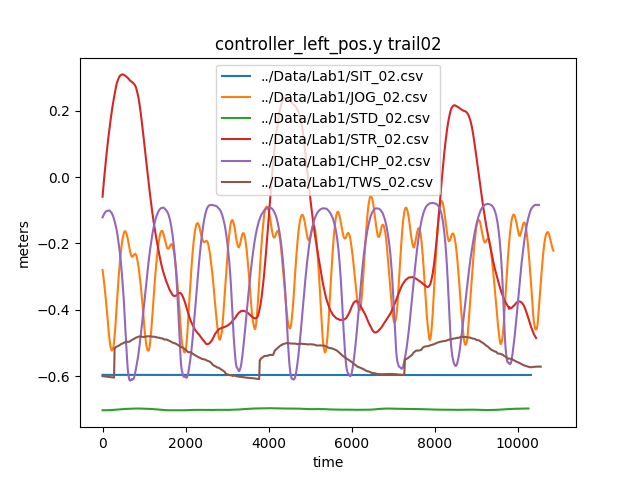 controller_left_pos.y trail02
../Data/Lab1/SIT_02.csv
../Data/Lab1/JOG_02.csv
../Data/Lab1/STD_02.csv
../Data/Lab1/STR_02.csv
../Data/Lab1/CHP_02.csv
../Data/Lab1/TWS_02.csv
meters
0.2
0.0
−0.2
−0.4
−0.6
0 2000 4000 6000 8000 10000
time